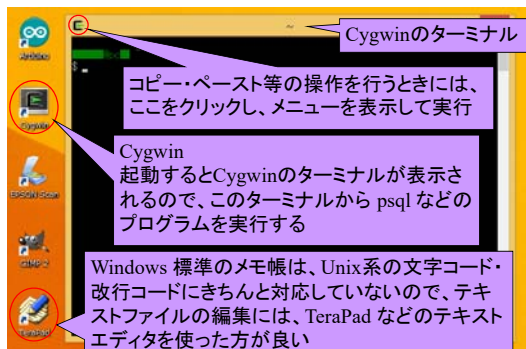 Cygwinのターミナル
~
Arduino
$
コピー・ペースト等の操作を行うときには、
ここをクリックし、メニューを表示して実行
Cygwin
Cygwin
起動するとCygwinのターミナルが表示さ
れるので、このターミナルから psql などの
プログラムを実行する
EPSON Scan
GIMP 2
Windows 標準のメモ帳は、Unix系の文字コード・
改行コードにきちんと対応していないので、テキ
ストファイルの編集には、TeraPad などのテキスト
エディタを使った方が良い
TeraPad